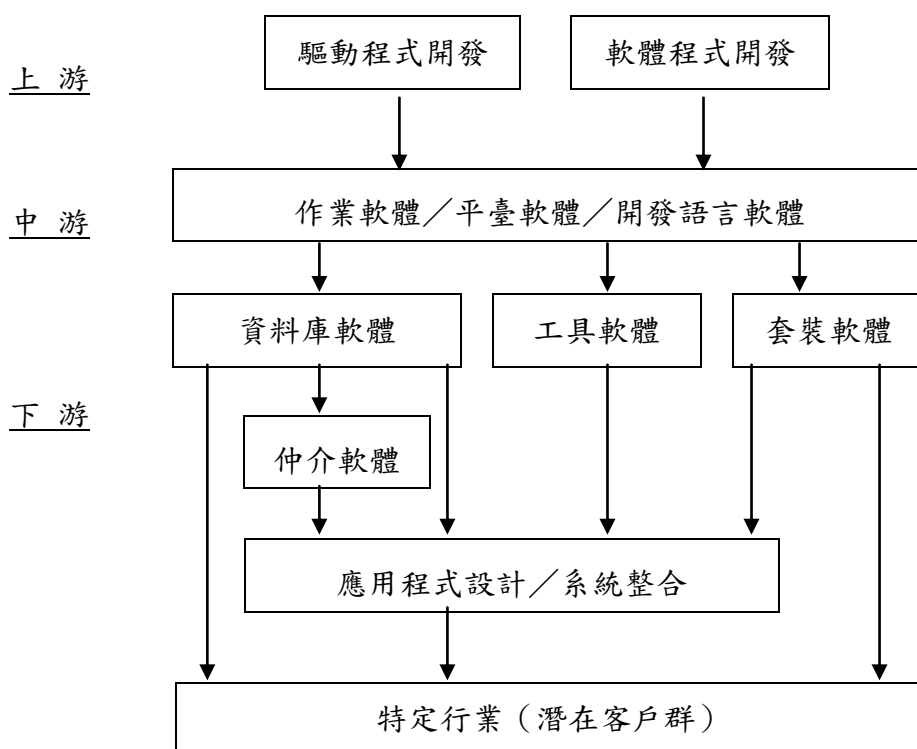 驅動程式開發
軟體程式開發
上 游
中 游
作業軟體／平臺軟體／開發語言軟體
資料庫軟體
工具軟體
套裝軟體
下 游
仲介軟體
應用程式設計／系統整合
特定行業（潛在客戶群）